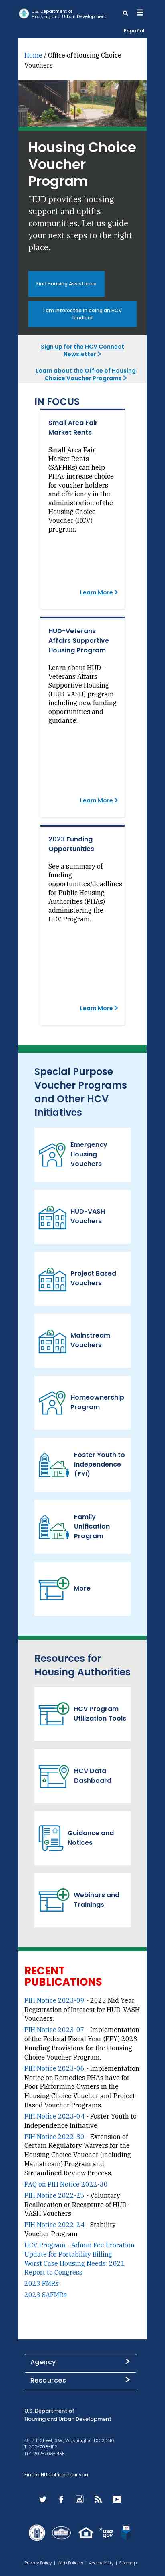 U.S. Department of
Housing and Urban Development
Español
Home / Office of Housing Choice
Vouchers
Housing Choice
Voucher
Program
HUD provides housing
support and uplifts
communities. Let us guide
your next steps to the right
place.
Find Housing Assistance
I am interested in being an HCV
landlord
Sign up for the HCV Connect
Newsletter
Learn about the Office of Housing
Choice Voucher Programs
IN FOCUS
Small Area Fair
Market Rents
Small Area Fair
Market Rents
(SAFMRs) can help
PHAs increase choice
for voucher holders
and aid efficiency in the
administration of the
Housing Choice
Voucher (HCV)
program.
Learn More
HUD-Veterans
Affairs Supportive
Housing Program
Learn about HUD-
Veterans Affairs
Supportive Housing
(HUD-VASH) program
including new funding
opportunities and
guidance.
Learn More
2023 Funding
Opportunities
See a summary of
funding
opportunities/deadlines
for Public Housing
Authorities (PHAs)
administering the
HCV Program.
Learn More
Special Purpose
Voucher Programs
and Other HCV
Initiatives
Emergency
Housing
Vouchers
HUD-VASH
Vouchers
Project Based
Vouchers
Mainstream
Vouchers
Homeownership
Program
Foster Youth to
Independence
(FYI)
Family
Unification
Program
More
Resources for
Housing Authorities
HCV Program
Utilization Tools
HCV Data
Dashboard
Guidance and
Notices
Webinars and
Trainings
RECENT
PUBLICATIONS
PIH Notice 2023-09 - 2023 Mid Year
Registration of Interest for HUD-VASH
Vouchers.
PIH Notice 2023-07 - Implementation
of the Federal Fiscal Year (FFY) 2023
Funding Provisions for the Housing
Choice Voucher Program.
PIH Notice 2023-06 - Implementation
Notice on Remedies PHAs have for
Poor PErforming Owners in the
Housing Choice Voucher and Project-
Based Voucher Programs.
PIH Notice 2023-04 - Foster Youth to
Independence Initiative.
PIH Notice 2022-30 - Extension of
Certain Regulatory Waivers for the
Housing Choice Voucher (including
Mainstream) Program and
Streamlined Review Process.
FAQ on PIH Notice 2022-30
PIH Notice 2022-25 - Voluntary
Reallocation or Recapture of HUD-
VASH Vouchers
PIH Notice 2022-24 - Stability
Voucher Program
HCV Program - Admin Fee Proration
Update for Portability Billing
Worst Case Housing Needs: 2021
Report to Congress
2023 FMRs
2023 SAFMRs
Agency
Resources
U.S. Department of
Housing and Urban Development
451 7th Street, S.W., Washington, DC 20410
T: 202-708-1112
TTY: 202-708-1455
Find a HUD office near you
Privacy Policy | Web Policies | Accessibility | Sitemap